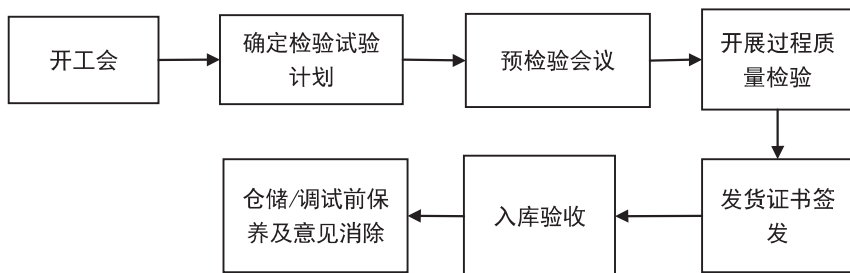 开工会
确定检验试验
计划
预检验会议
开展过程质
量检验
发货证书签
发
入库验收
仓储/调试前保
养及意见消除